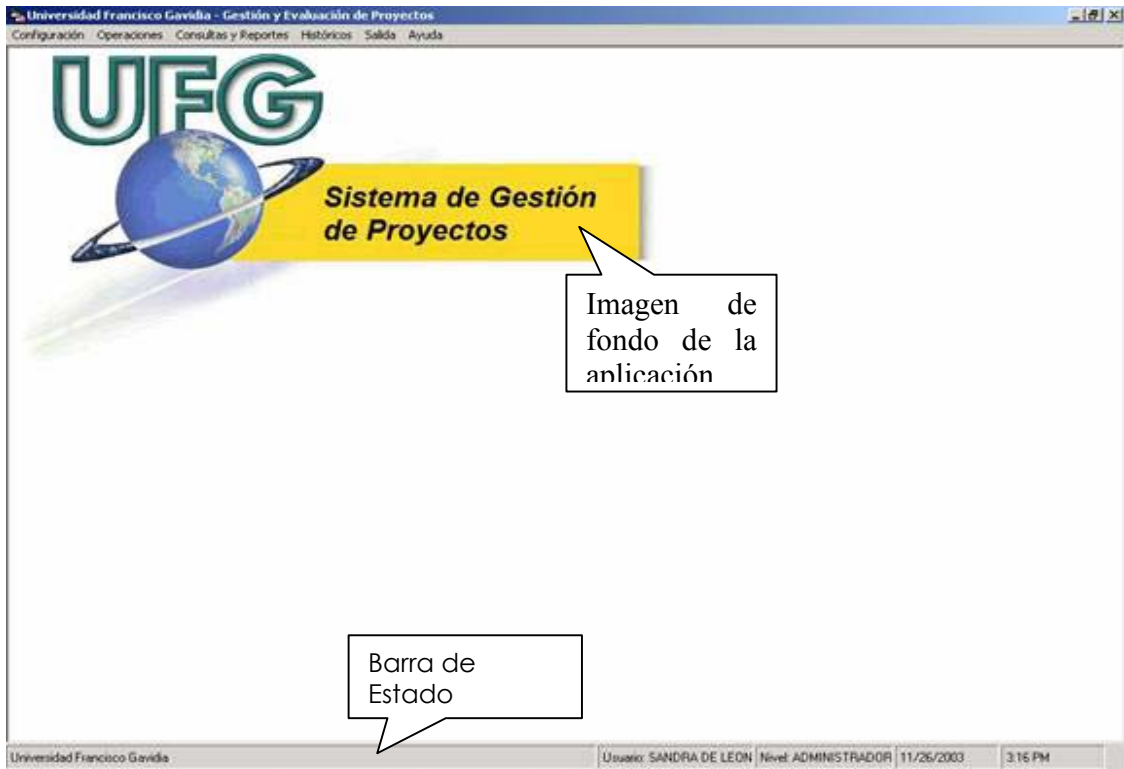 Universidad Francisco Gavidia - Gestión y Evaluación de Proyectos
Configuración Operaciones Consultas y Reportes Históricos Salida Ayuda
UFG
Sistema de Gestión
de Proyectos
Imagen de
fondo de la
aplicación
Barra de
Estado
Universidad Francisco Gavidia Usuario: SANDRA DE LEON Nivel: ADMINISTRADOR 11/26/2003 3:16 PM